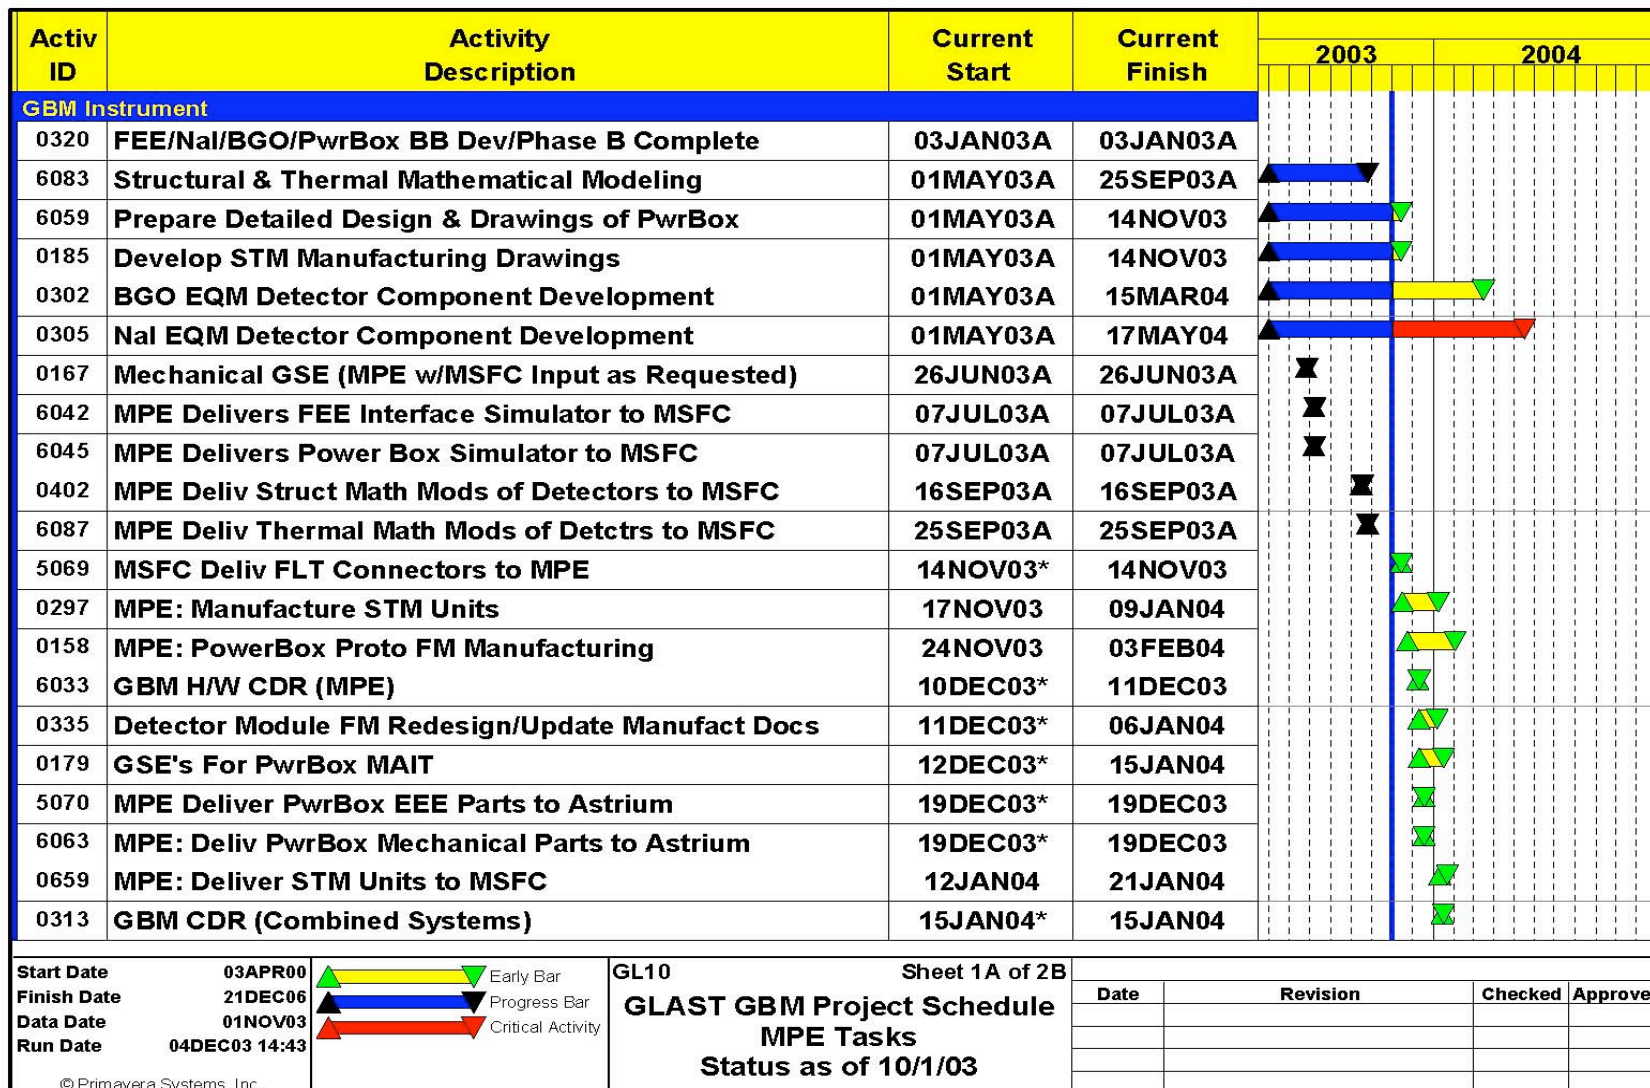 Activ ID Activity Description Current Start Current Finish 2003 2004
GBM Instrument
0320 FEE/NaI/BGO/PwrBox BB Dev/Phase B Complete 03JAN03A 03JAN03A
6083 Structural & Thermal Mathematical Modeling 01MAY03A 25SEP03A
6059 Prepare Detailed Design & Drawings of PwrBox 01MAY03A 14NOV03
0185 Develop STM Manufacturing Drawings 01MAY03A 14NOV03
0302 BGO EQM Detector Component Development 01MAY03A 15MAR04
0305 NaI EQM Detector Component Development 01MAY03A 17MAY04
0167 Mechanical GSE (MPE w/MSFC Input as Requested) 26JUN03A 26JUN03A
6042 MPE Delivers FEE Interface Simulator to MSFC 07JUL03A 07JUL03A
6045 MPE Delivers Power Box Simulator to MSFC 07JUL03A 07JUL03A
0402 MPE Deliv Struct Math Mods of Detectors to MSFC 16SEP03A 16SEP03A
6087 MPE Deliv Thermal Math Mods of Detctrs to MSFC 25SEP03A 25SEP03A
5069 MSFC Deliv FLT Connectors to MPE 14NOV03* 14NOV03
0297 MPE: Manufacture STM Units 17NOV03 09JAN04
0158 MPE: PowerBox Proto FM Manufacturing 24NOV03 03FEB04
6033 GBM H/W CDR (MPE) 10DEC03* 11DEC03
0335 Detector Module FM Redesign/Update Manufact Docs 11DEC03* 06JAN04
0179 GSE's For PwrBox MAIT 12DEC03* 15JAN04
5070 MPE Deliver PwrBox EEE Parts to Astrium 19DEC03* 19DEC03
6063 MPE: Deliv PwrBox Mechanical Parts to Astrium 19DEC03* 19DEC03
0659 MPE: Deliver STM Units to MSFC 12JAN04 21JAN04
0313 GBM CDR (Combined Systems) 15JAN04* 15JAN04
Start Date 03APR00
Finish Date 21DEC06
Data Date 01NOV03
Run Date 04DEC03 14:43
© Primavera Systems, Inc.
Early Bar
Progress Bar
Critical Activity
GL10 Sheet 1A of 2B
GLAST GBM Project Schedule
MPE Tasks
Status as of 10/1/03
Date Revision Checked Approve